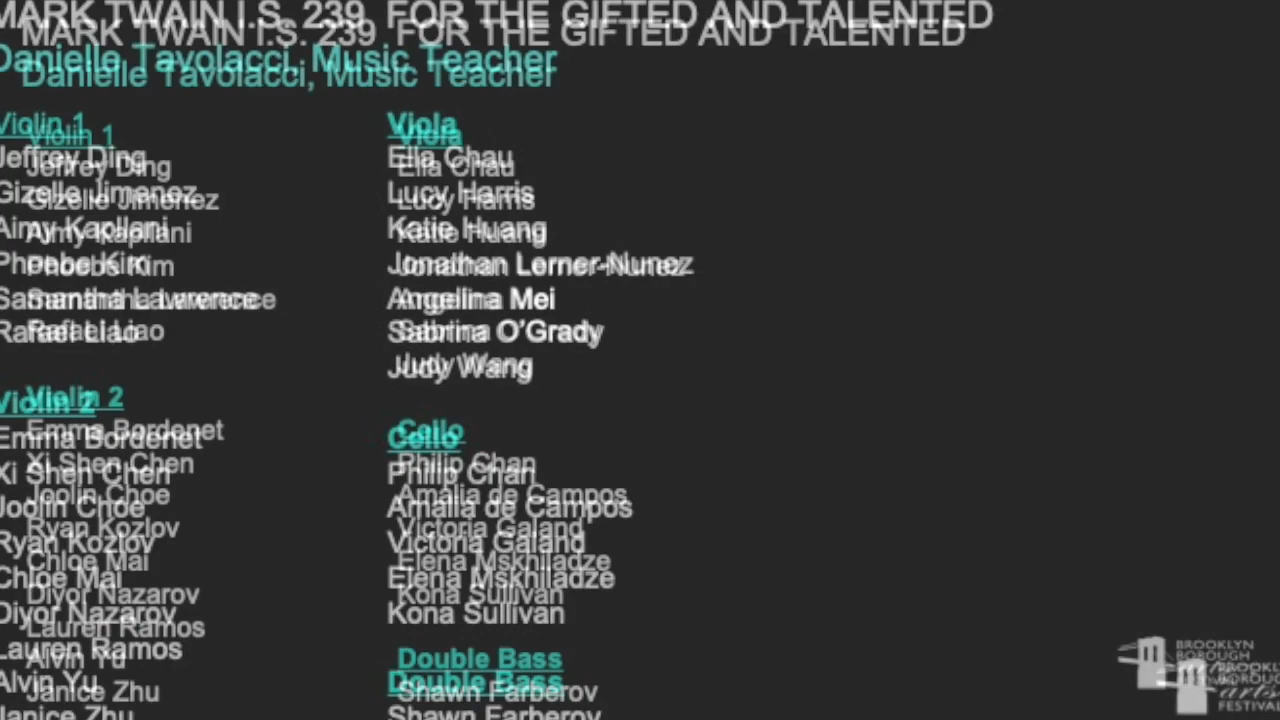 MARK TWAIN I.S. 239 FOR THE GIFTED AND TALENTED
Danielle Tavolacci, Music Teacher
Violin 1
Jeffrey Ding
Gizelle Jimenez
Aimy Kapllani
Phoebe Kim
Samantha Lawrence
Rafael Liao
Violin 2
Emma Bordenet
Xi Shen Chen
Joolin Choe
Ryan Kozlov
Chloe Mai
Diyor Nazarov
Lauren Ramos
Alvin Yu
Janice Zhu
Viola
Ella Chau
Lucy Harris
Katie Huang
Jonathan Lerner-Nunez
Angelina Mei
Sabrina O'Grady
Judy Wang
Cello
Philip Chan
Amalia de Campos
Victoria Galand
Elena Mskhiladze
Kona Sullivan
Double Bass
Shawn Farberov
BROOKLYN
BOROUGH
arts
FESTIVAL